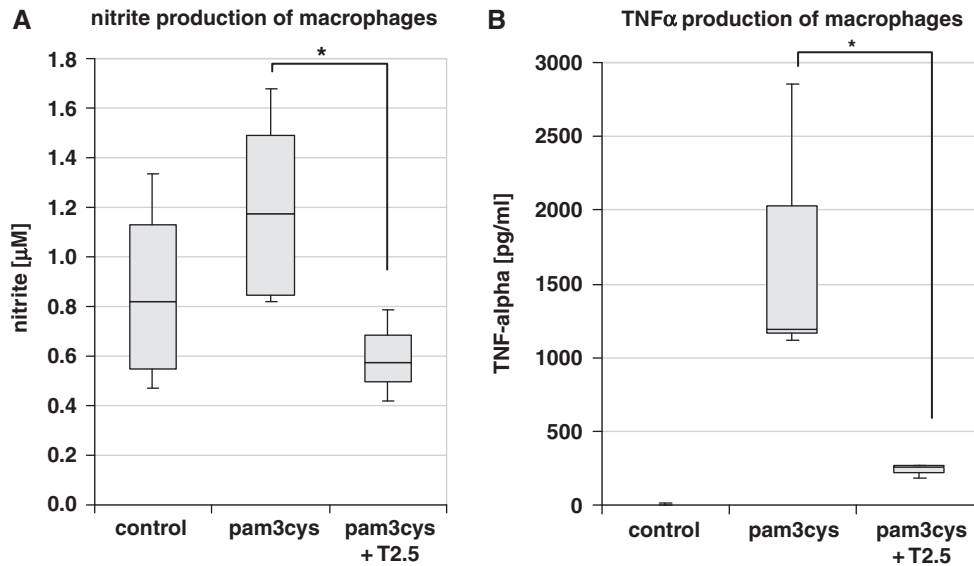 A nitrite production of macrophages
*
1.8
1.6
1.4
1.2
1.0
0.8
0.6
0.4
0.2
0.0
nitrite [μM]
control
pam3cys
pam3cys
+ T2.5
B TNFα production of macrophages
*
3000
2500
2000
1500
1000
500
0
TNF-alpha [pg/ml]
control
pam3cys
pam3cys
+ T2.5